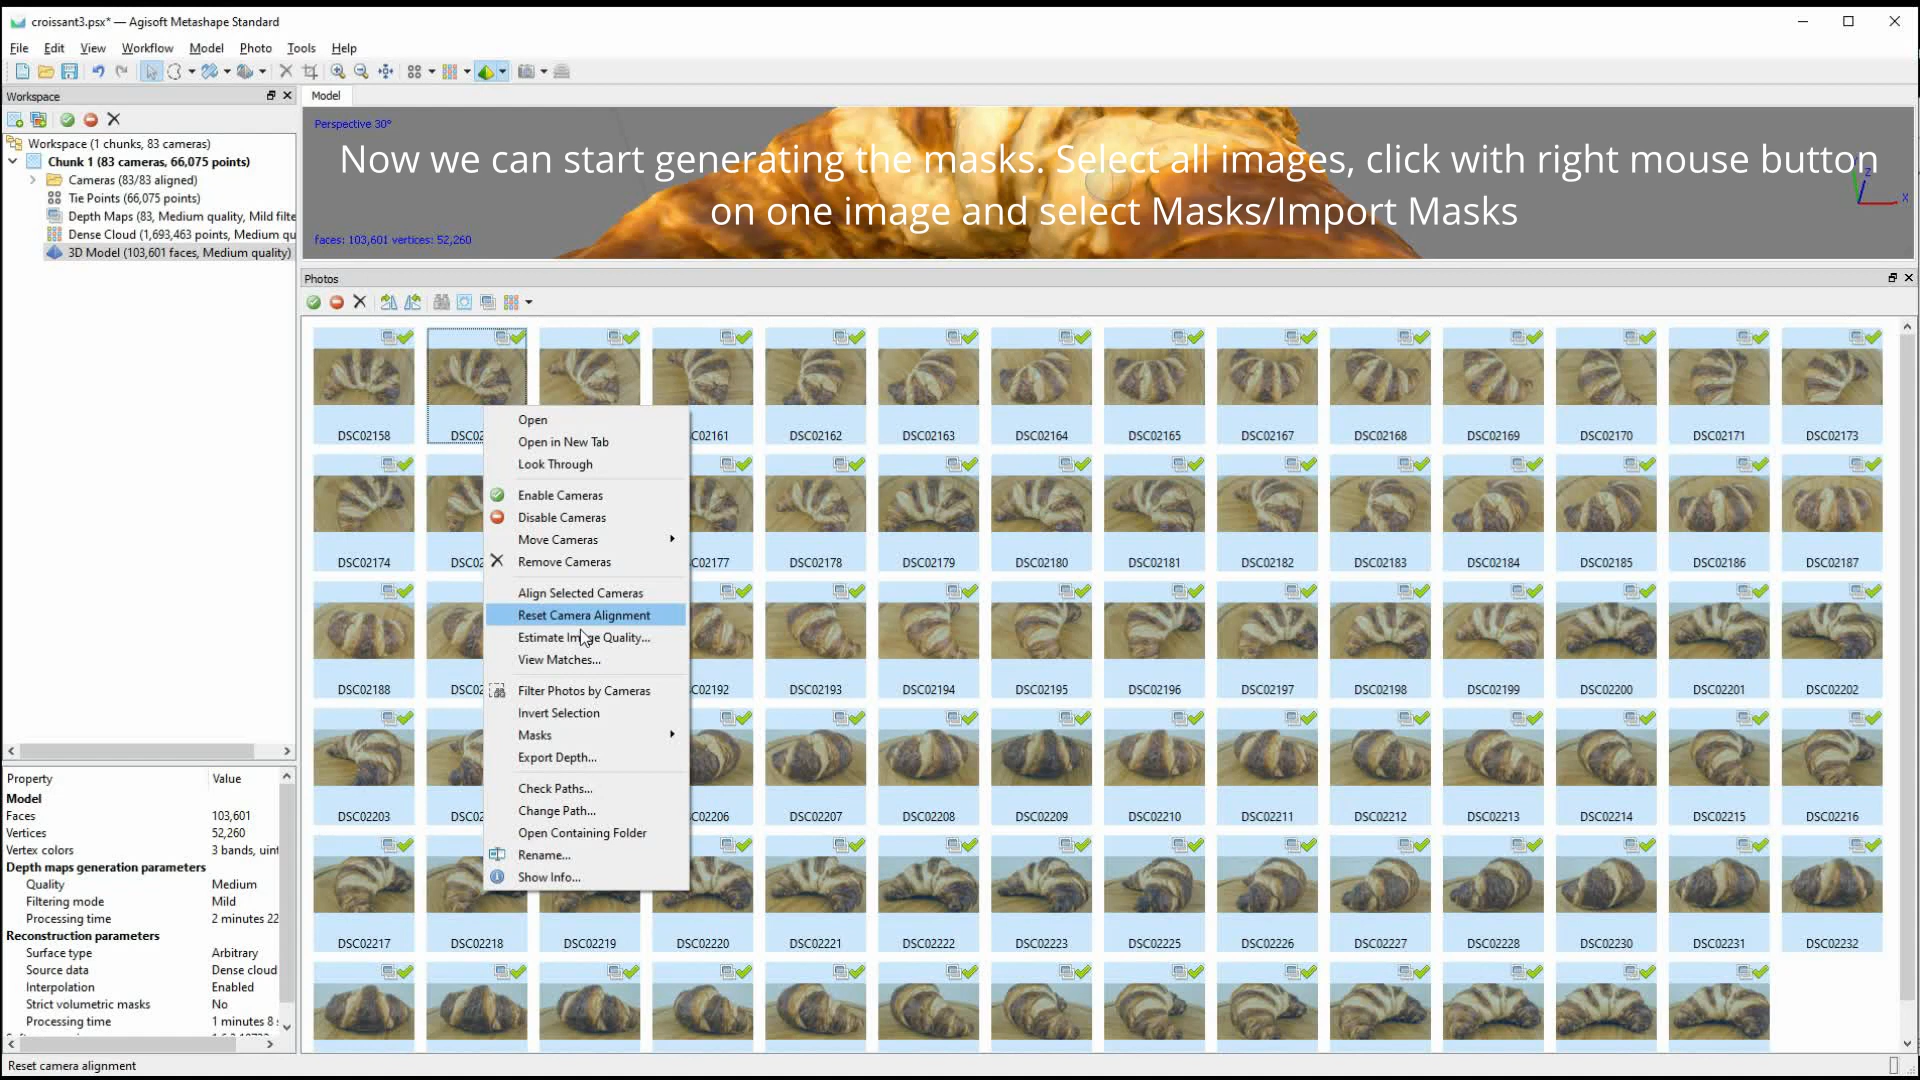 croissant3.psx* — Agisoft Metashape Standard
File Edit View Workflow Model Photo Tools Help
Workspace
Model
Workspace (1 chunks, 83 cameras)
Chunk 1 (83 cameras, 66,075 points)
Cameras (83/83 aligned)
Tie Points (66,075 points)
Depth Maps (83, Medium quality, Mild filte
Dense Cloud (1,693,463 points, Medium qu
3D Model (103,601 faces, Medium quality)
Perspective 30°
Now we can start generating the masks. Select all images, click with right mouse button
on one image and select Masks/Import Masks
Z
X
faces: 103,601 vertices: 52,260
Photos
DSC02158 DSC02 C02161 DSC02162 DSC02163 DSC02164 DSC02165 DSC02167 DSC02168 DSC02169 DSC02170 DSC02171 DSC02173
DSC02174 DSC02 C02177 DSC02178 DSC02179 DSC02180 DSC02181 DSC02182 DSC02183 DSC02184 DSC02185 DSC02186 DSC02187
DSC02188 DSC02 C02192 DSC02193 DSC02194 DSC02195 DSC02196 DSC02197 DSC02198 DSC02199 DSC02200 DSC02201 DSC02202
DSC02203 DSC02 C02206 DSC02207 DSC02208 DSC02209 DSC02210 DSC02211 DSC02212 DSC02213 DSC02214 DSC02215 DSC02216
DSC02217 DSC02218 DSC02219 DSC02220 DSC02221 DSC02222 DSC02223 DSC02225 DSC02226 DSC02227 DSC02228 DSC02230 DSC02231 DSC02232
Open
Open in New Tab
Look Through
Enable Cameras
Disable Cameras
Move Cameras
Remove Cameras
Align Selected Cameras
Reset Camera Alignment
Estimate Image Quality...
View Matches...
Filter Photos by Cameras
Invert Selection
Masks
Export Depth...
Check Paths...
Change Path...
Open Containing Folder
Rename...
Show Info...
Property Value
Model
Faces 103,601
Vertices 52,260
Vertex colors 3 bands, uint
Depth maps generation parameters
Quality Medium
Filtering mode Mild
Processing time 2 minutes 22
Reconstruction parameters
Surface type Arbitrary
Source data Dense cloud
Interpolation Enabled
Strict volumetric masks No
Processing time 1 minutes 8
Reset camera alignment